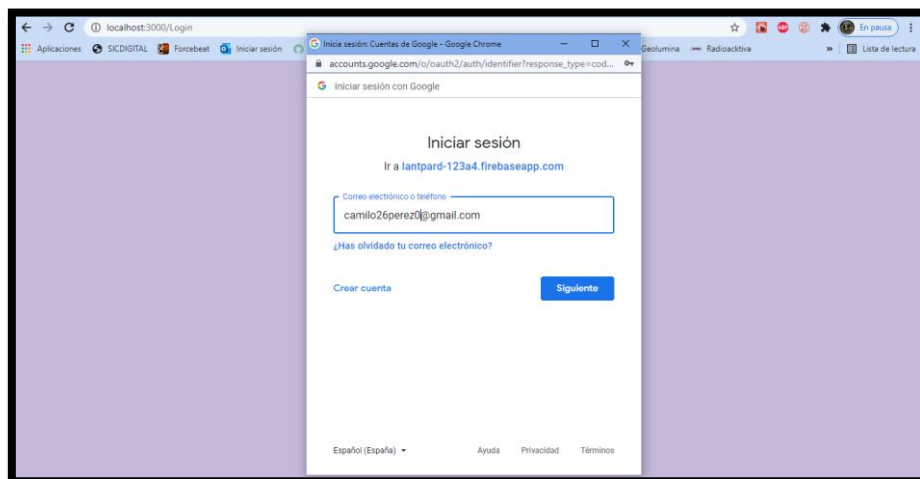 localhost:3000/Login
En pausa
Aplicaciones SICDIGITAL Forcebeat Iniciar sesión Geolumina Radioacktiva » Lista de lectura
Inicia sesión: Cuentas de Google - Google Chrome
accounts.google.com/o/oauth2/auth/identifier?response_type=cod...
Iniciar sesión con Google
Iniciar sesión
Ir a lantpard-123a4.firebaseapp.com
Correo electrónico o teléfono
camilo26perez0@gmail.com
¿Has olvidado tu correo electrónico?
Crear cuenta Siguiente
Español (España) Ayuda Privacidad Términos